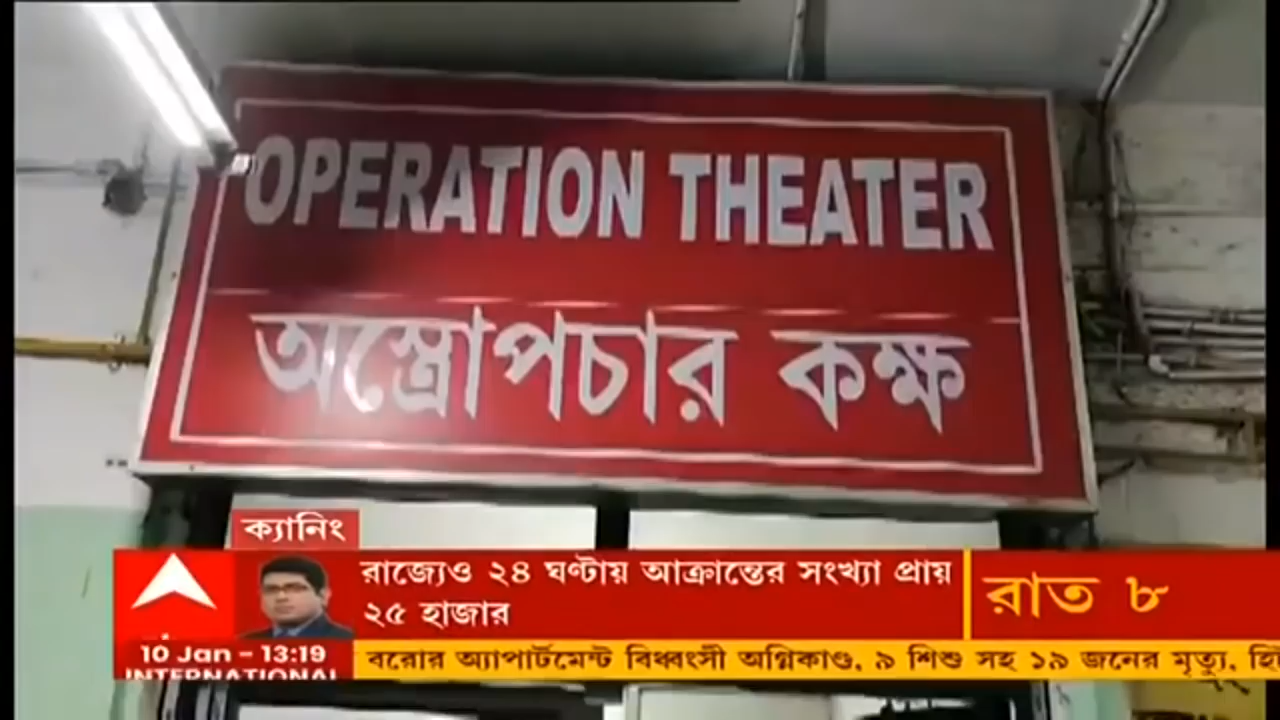 OPERATION THEATER
অস্ত্রোপচার কক্ষ
ক্যানিং
রাজ্যেও ২৪ ঘণ্টায় আক্রান্তের সংখ্যা প্রায়
২৫ হাজার
রাত ৮
10 Jan - 13:19
INTERNATIONAL
বরোর অ্যাপার্টমেন্ট বিধ্বংসী অগ্নিকাণ্ড, ৯ শিশু সহ ১৯ জনের মৃত্যু,